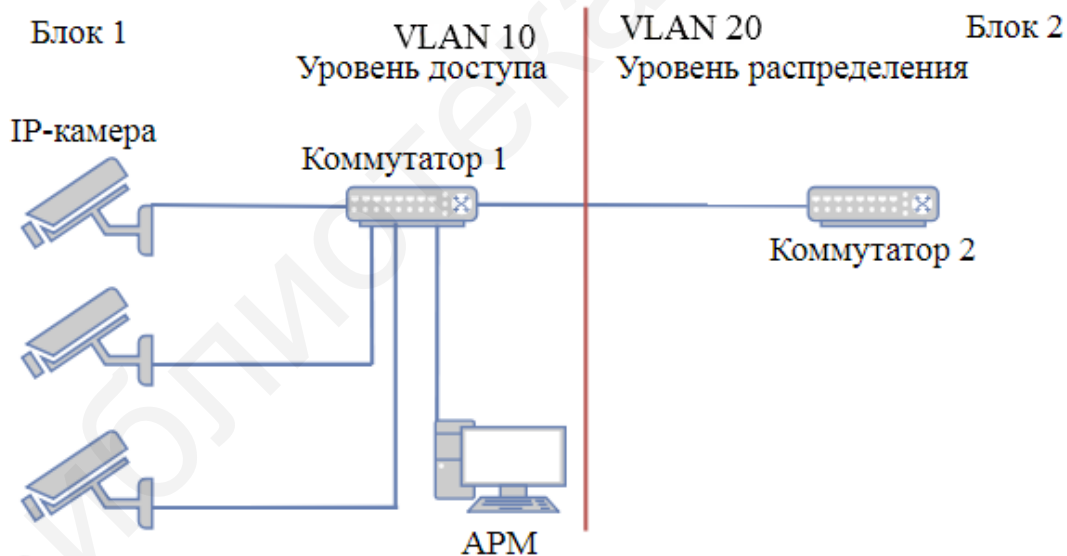 Блок 1
VLAN 10
Уровень доступа
VLAN 20
Блок 2
Уровень распределения
IP-камера
Коммутатор 1
Коммутатор 2
АРМ